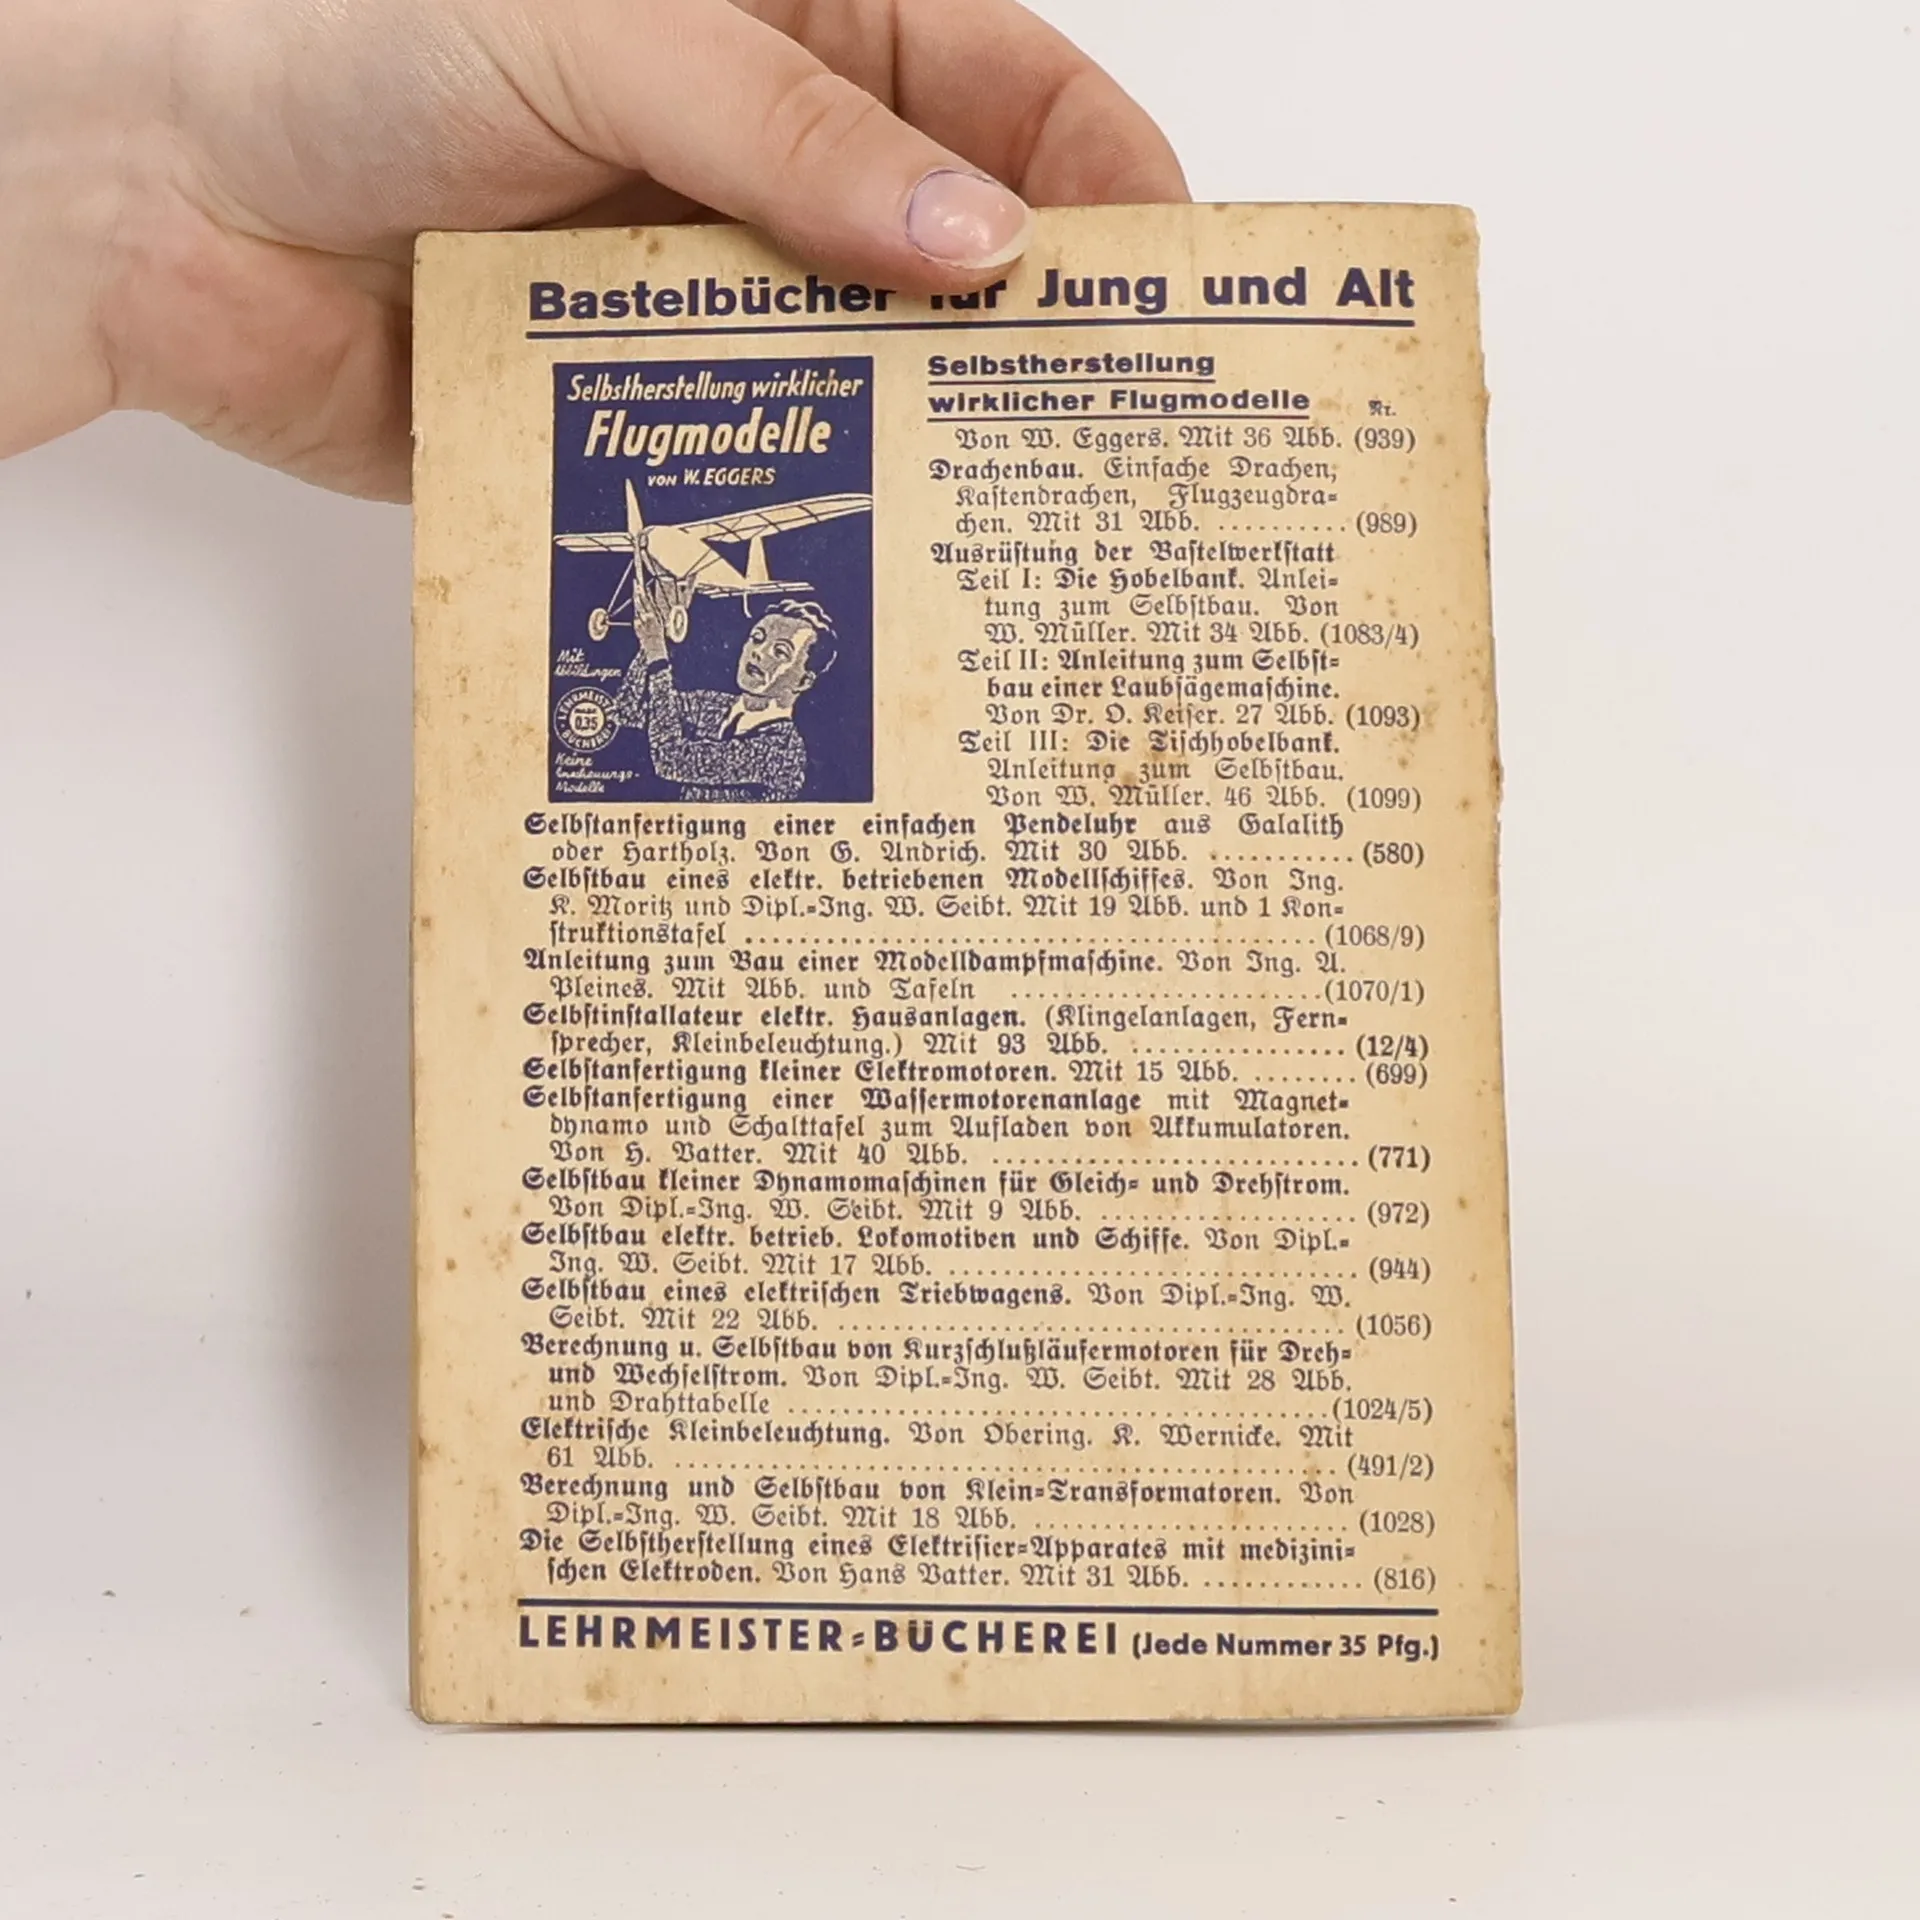 Bastelbücher für Jung und Alt
Selbstherstellung wirklicher
Flugmodelle
VON W. EGGERS
Mit
Abbildungen
LEHRMEISTER
0,35
BÜCHEREI
Keine
Anschauungs-
Modelle
Selbstherstellung
wirklicher Flugmodelle Nr.
Von W. Eggers. Mit 36 Abb. (939)
Drachenbau. Einfache Drachen,
Kastendrachen, Flugzeugdra=
chen. Mit 31 Abb. .......... (989)
Ausrüstung der Bastelwerkstatt
Teil I: Die Hobelbank. Anlei=
tung zum Selbstbau. Von
W. Müller. Mit 34 Abb. (1083/4)
Teil II: Anleitung zum Selbst=
bau einer Laubsägemaschine.
Von Dr. O. Keiser. 27 Abb. (1093)
Teil III: Die Tischhobelbank.
Anleitung zum Selbstbau.
Von W. Müller. 46 Abb. (1099)
Selbstanfertigung einer einfachen Pendeluhr aus Galalith
oder Hartholz. Von G. Andrich. Mit 30 Abb. ........... (580)
Selbstbau eines elektr. betriebenen Modellschiffes. Von Ing.
K. Moritz und Dipl.=Ing. W. Seibt. Mit 19 Abb. und 1 Kon=
struktionstafel .......................................... (1068/9)
Anleitung zum Bau einer Modelldampfmaschine. Von Ing. A.
Pleines. Mit Abb. und Tafeln .......................(1070/1)
Selbstinstallateur elektr. Hausanlagen. (Klingelanlagen, Fern=
sprecher, Kleinbeleuchtung.) Mit 93 Abb. ................ (12/4)
Selbstanfertigung kleiner Elektromotoren. Mit 15 Abb. ........ (699)
Selbstanfertigung einer Wassermotorenanlage mit Magnet=
dynamo und Schalttafel zum Aufladen von Akkumulatoren.
Von H. Vatter. Mit 40 Abb. ........................... (771)
Selbstbau kleiner Dynamomaschinen für Gleich= und Drehstrom.
Von Dipl.=Ing. W. Seibt. Mit 9 Abb. ................... (972)
Selbstbau elektr. betrieb. Lokomotiven und Schiffe. Von Dipl.=
Ing. W. Seibt. Mit 17 Abb. .............................. (944)
Selbstbau eines elektrischen Triebwagens. Von Dipl.=Ing. W.
Seibt. Mit 22 Abb. ...................................... (1056)
Berechnung u. Selbstbau von Kurzschlußläufermotoren für Dreh=
und Wechselstrom. Von Dipl.=Ing. W. Seibt. Mit 28 Abb.
und Drahttabelle ........................................(1024/5)
Elektrische Kleinbeleuchtung. Von Obering. K. Wernicke. Mit
61 Abb. ................................................. (491/2)
Berechnung und Selbstbau von Klein=Transformatoren. Von
Dipl.=Ing. W. Seibt. Mit 18 Abb. ........................ (1028)
Die Selbstherstellung eines Elektrisier=Apparates mit medizini=
schen Elektroden. Von Hans Vatter. Mit 31 Abb. ............ (816)
LEHRMEISTER=BÜCHEREI (Jede Nummer 35 Pfg.)